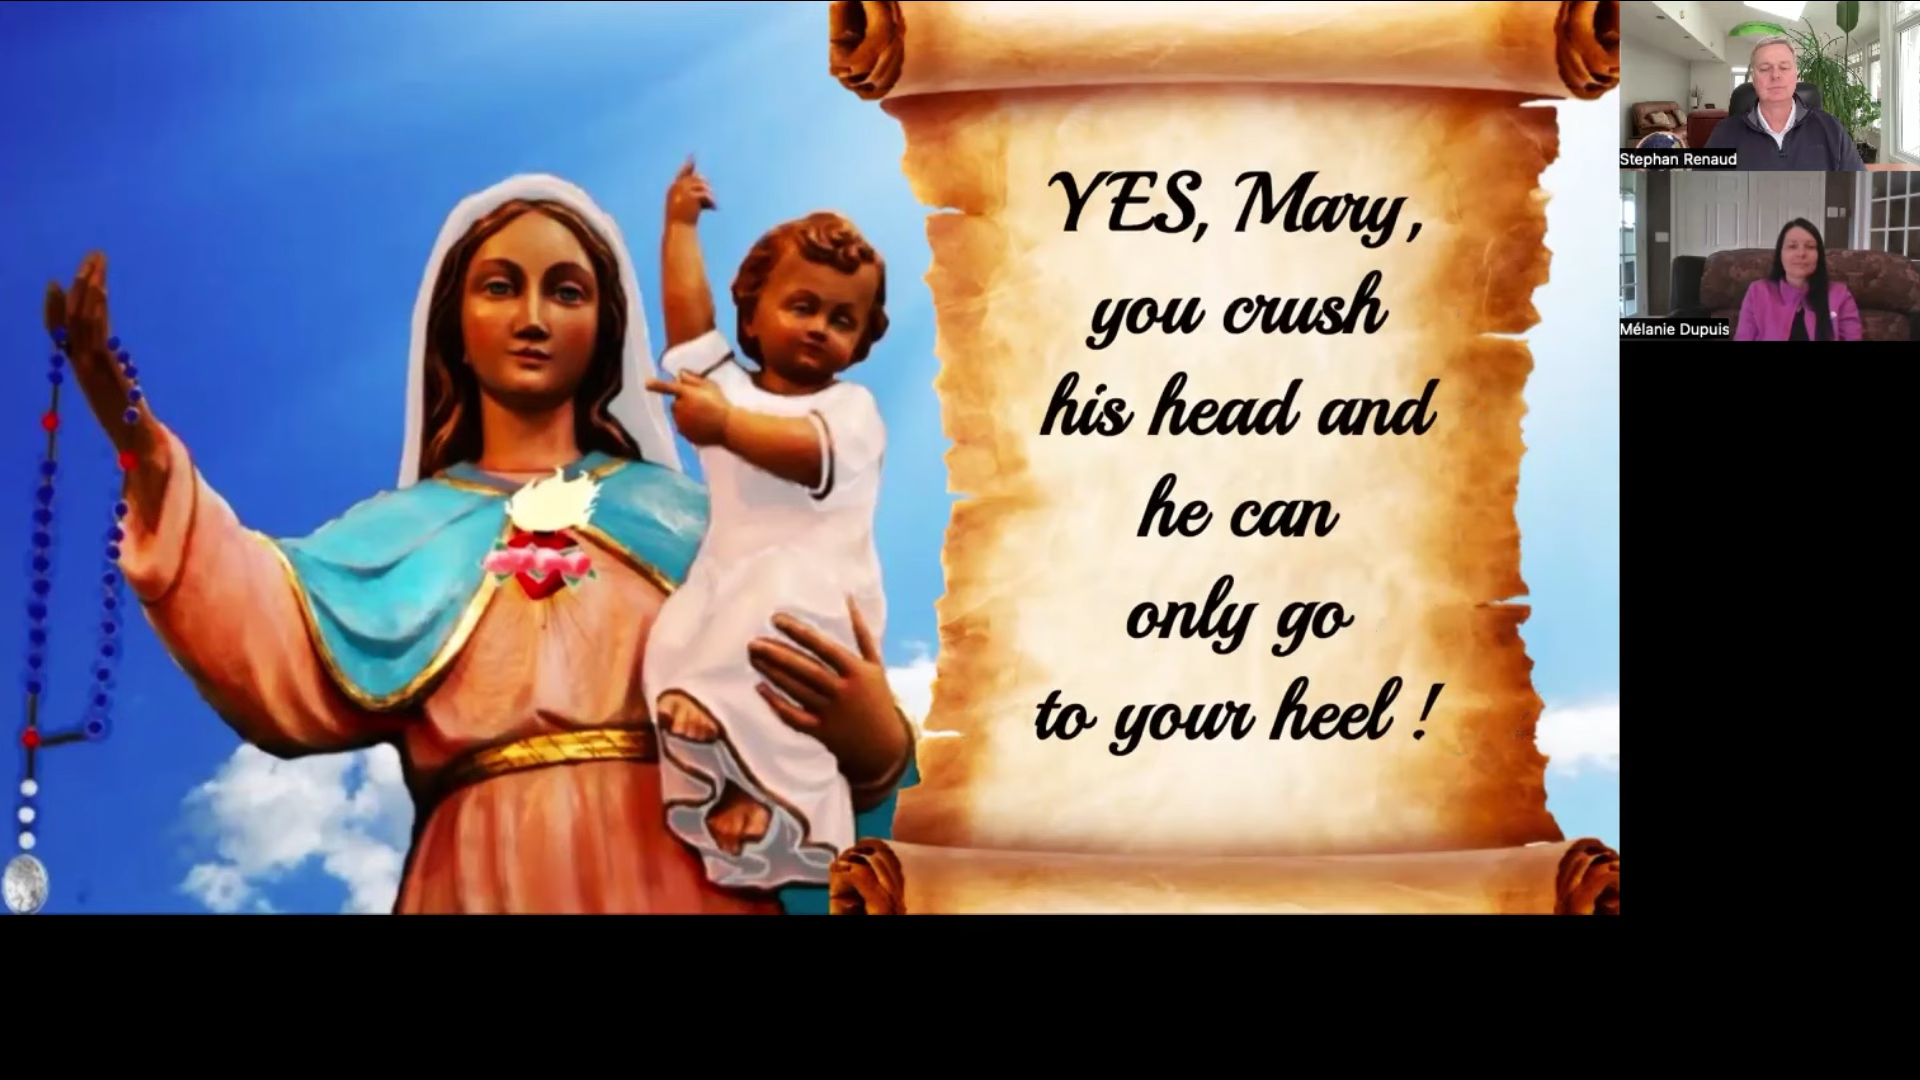 YES, Mary,
you crush
his head and
he can
only go
to your heel !
Stephan Renaud
Mélanie Dupuis